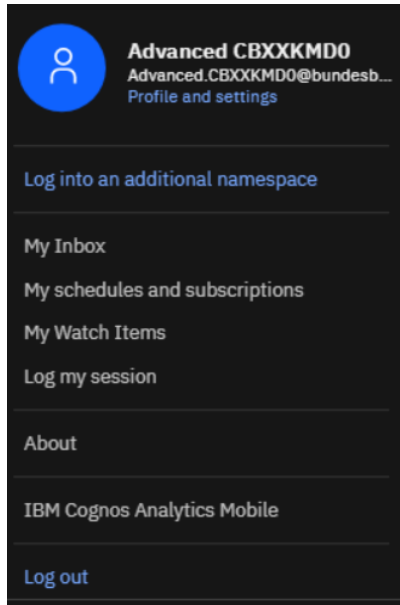 Advanced CBXXKMD0
Advanced.CBXXKMD0@bundesb...
Profile and settings
Log into an additional namespace
My Inbox
My schedules and subscriptions
My Watch Items
Log my session
About
IBM Cognos Analytics Mobile
Log out